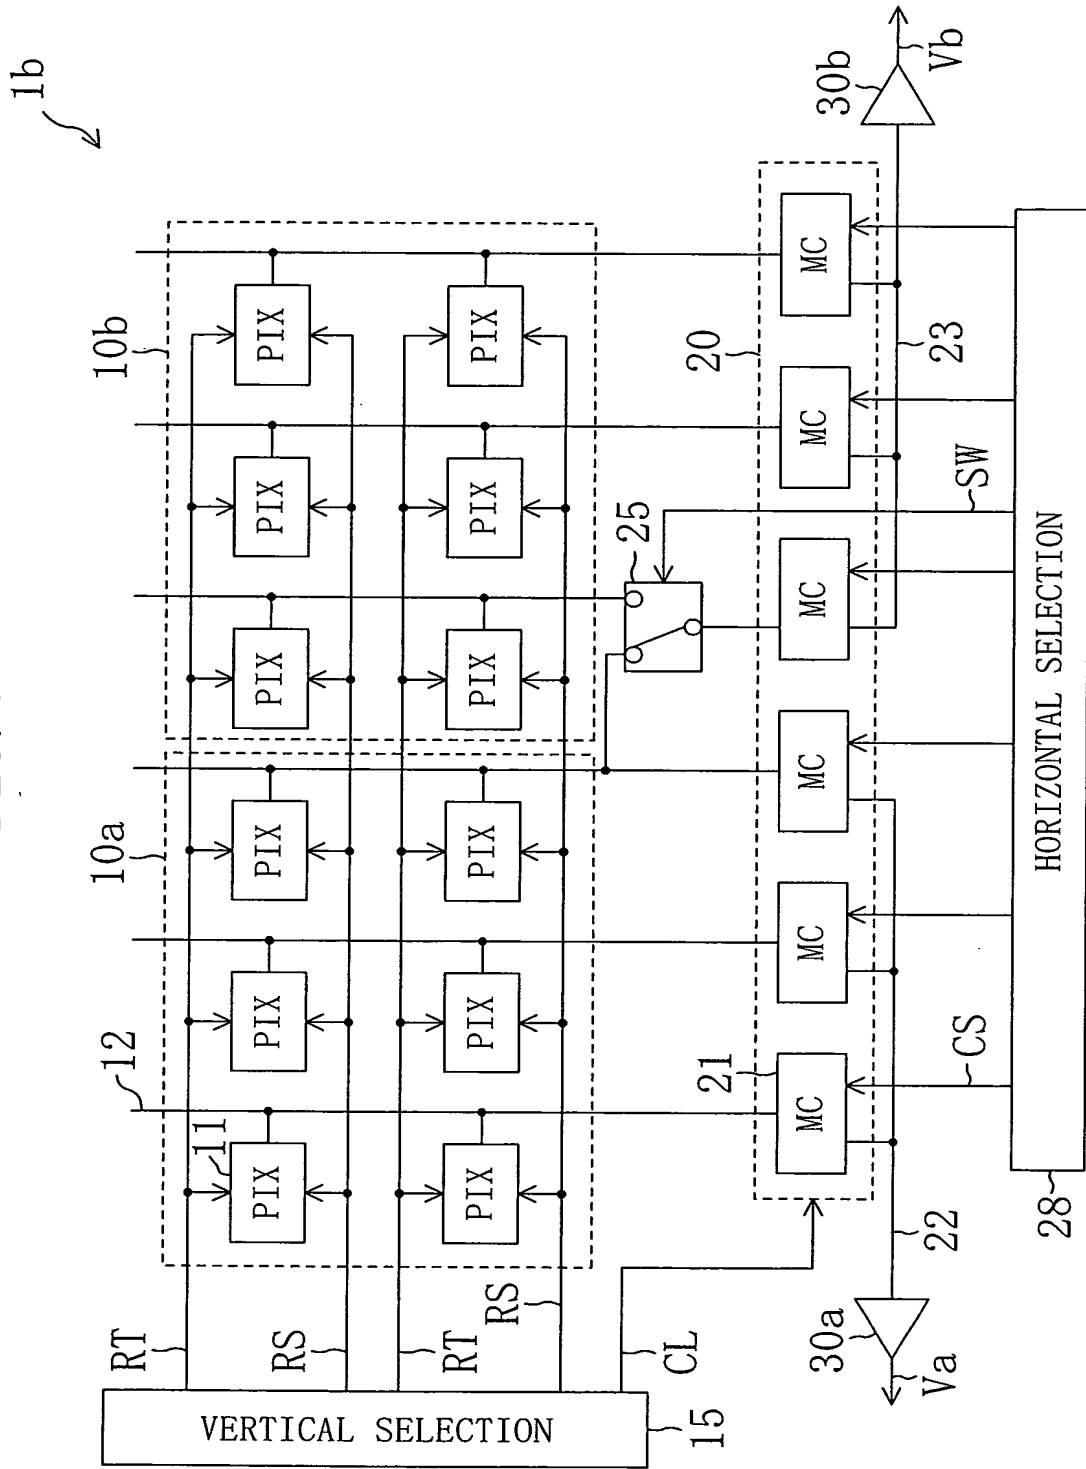 1b
10a
10b
12
11
PIX PIX PIX PIX PIX PIX
PIX PIX PIX PIX PIX PIX
RT
RS
RT
RS
CL
VERTICAL SELECTION
15
25
SW
20
21
MC MC MC MC MC MC
CS
22
23
30a
Va
30b
Vb
28
HORIZONTAL SELECTION